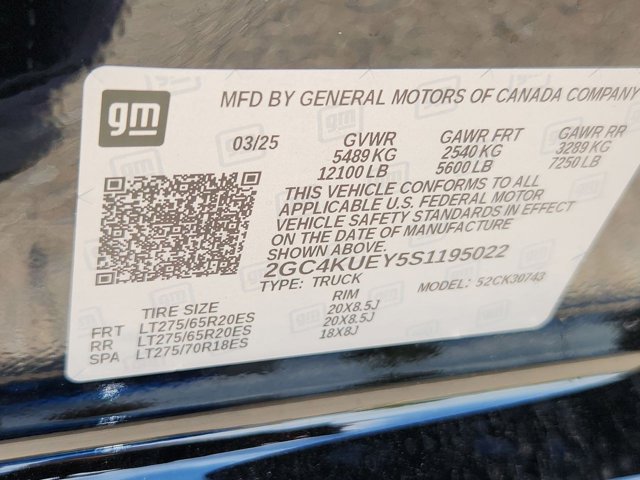 gm
MFD BY GENERAL MOTORS OF CANADA COMPANY
03/25 GVWR GAWR FRT GAWR RR
5489 KG 2540 KG 3289 KG
12100 LB 5600 LB 7250 LB
THIS VEHICLE CONFORMS TO ALL
APPLICABLE U.S. FEDERAL MOTOR
VEHICLE SAFETY STANDARDS IN EFFECT
ON THE DATE OF MANUFACTURE
SHOWN ABOVE.
2GC4KUEY5S1195022
TYPE: TRUCK MODEL: 52CK30743
TIRE SIZE RIM
FRT LT275/65R20ES 20X8.5J
RR LT275/65R20ES 20X8.5J
SPA LT275/70R18ES 18X8J